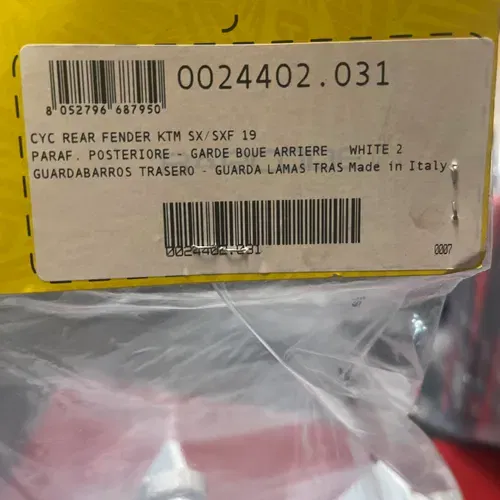 0024402.031
8 052796 687950
CYC REAR FENDER KTM SX/SXF 19
PARAF. POSTERIORE - GARDE BOUE ARRIERE WHITE 2
GUARDABARROS TRASERO - GUARDA LAMAS TRAS Made in Italy
0024402.031
0007